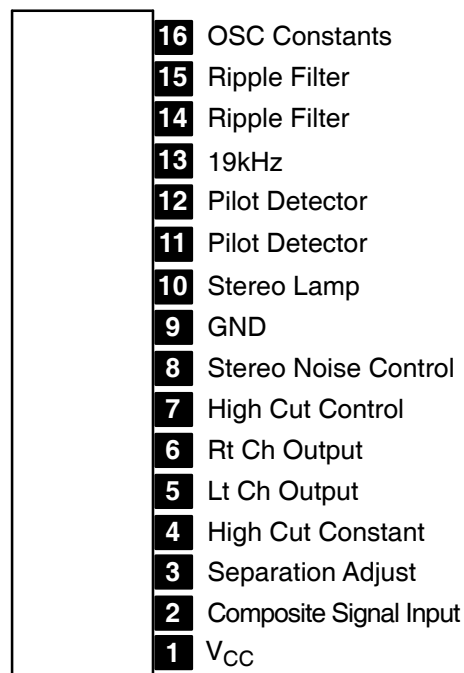 16 OSC Constants
15 Ripple Filter
14 Ripple Filter
13 19kHz
12 Pilot Detector
11 Pilot Detector
10 Stereo Lamp
9 GND
8 Stereo Noise Control
7 High Cut Control
6 Rt Ch Output
5 Lt Ch Output
4 High Cut Constant
3 Separation Adjust
2 Composite Signal Input
1 VCC